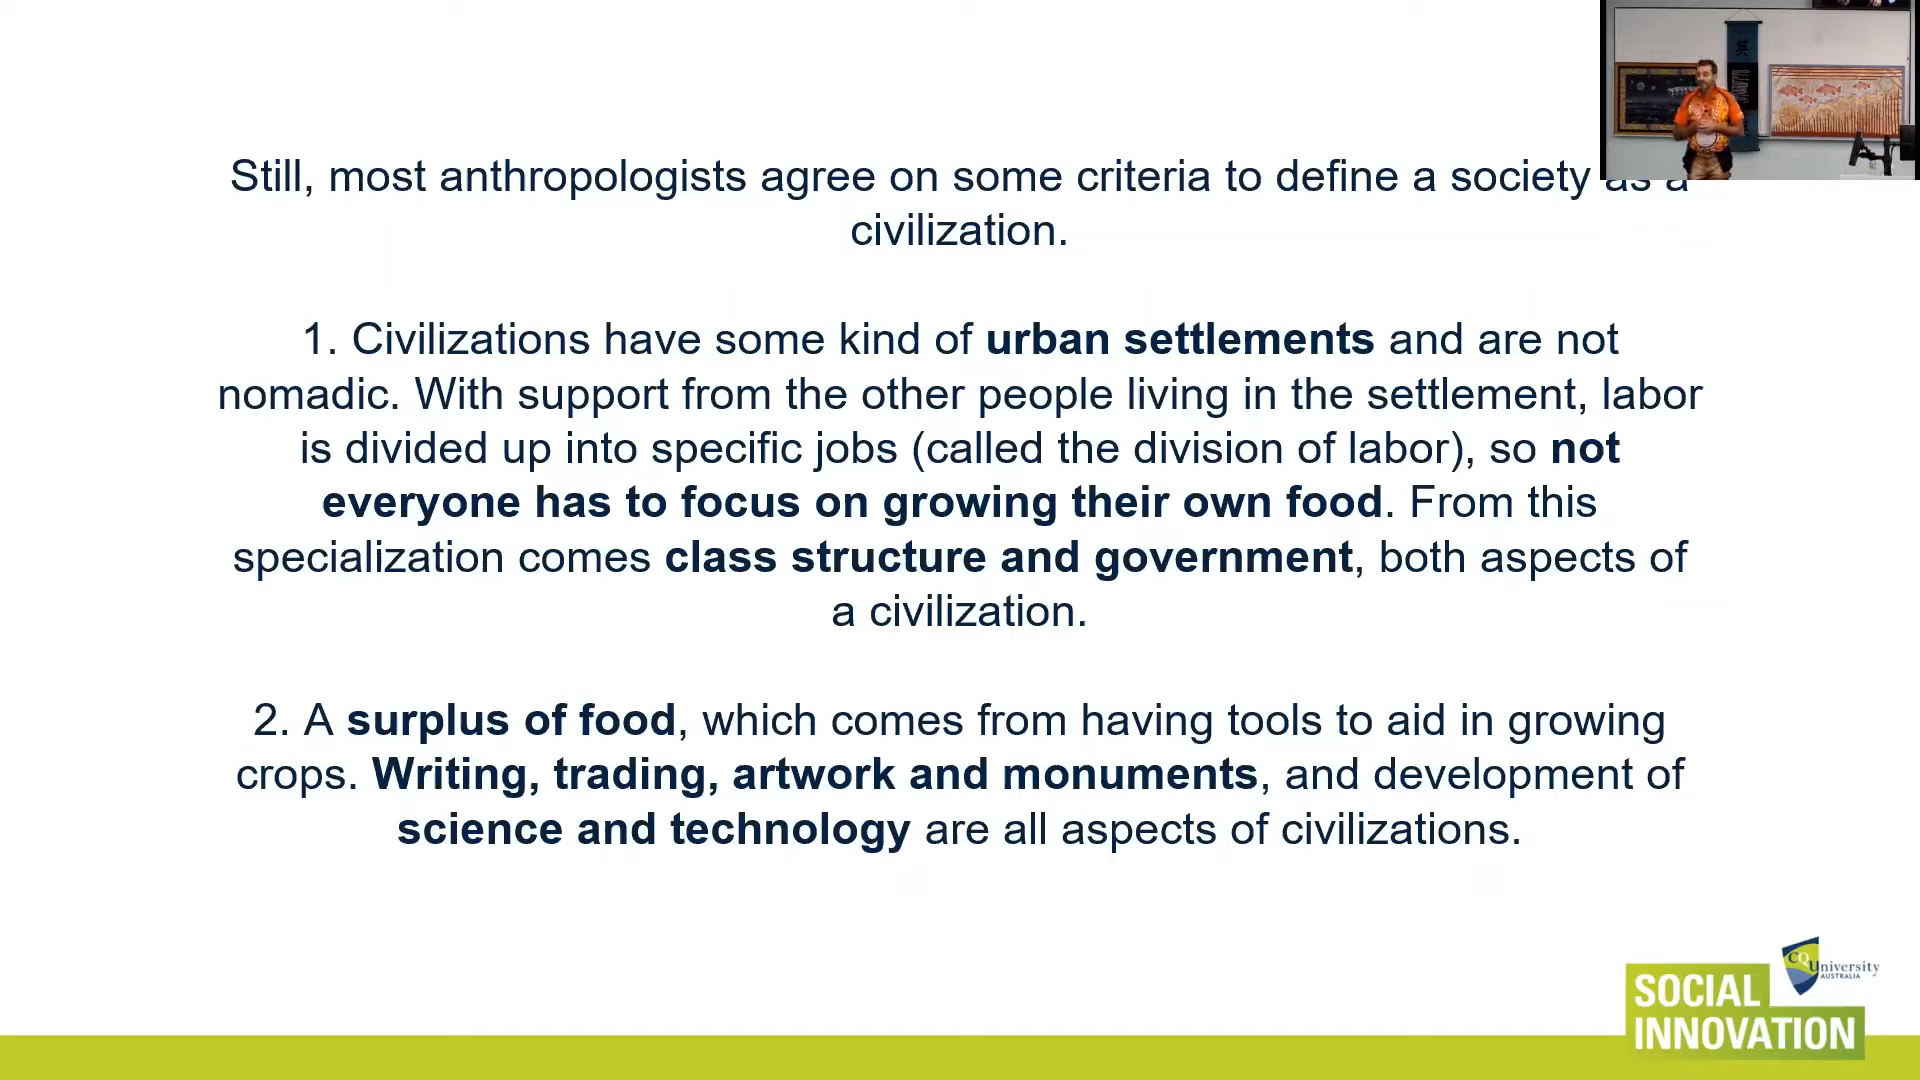 Still, most anthropologists agree on some criteria to define a society as a
civilization.
1. Civilizations have some kind of urban settlements and are not
nomadic. With support from the other people living in the settlement, labor
is divided up into specific jobs (called the division of labor), so not
everyone has to focus on growing their own food. From this
specialization comes class structure and government, both aspects of
a civilization.
2. A surplus of food, which comes from having tools to aid in growing
crops. Writing, trading, artwork and monuments, and development of
science and technology are all aspects of civilizations.
英
CQUniversity
AUSTRALIA
SOCIAL
INNOVATION